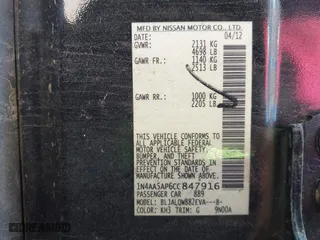 MFD BY NISSAN MOTOR CO., LTD.
DATE: 04/12
GVWR: 2131 KG
4698 LB
GAWR FR.: 1140 KG
2513 LB
GAWR RR.: 1000 KG
2205 LB
THIS VEHICLE CONFORMS TO ALL
APPLICABLE FEDERAL MOTOR
VEHICLE SAFETY,
BUMPER, AND THEFT
PREVENTION STANDARDS IN
EFFECT ON THE DATE OF
MANUFACTURE SHOWN ABOVE.
1N4AA5AP6CC847916
PASSENGER CAR 889
MODEL: BLJALQWB82EVA---8-
COLOR: KH3 TRIM: G 9N00A